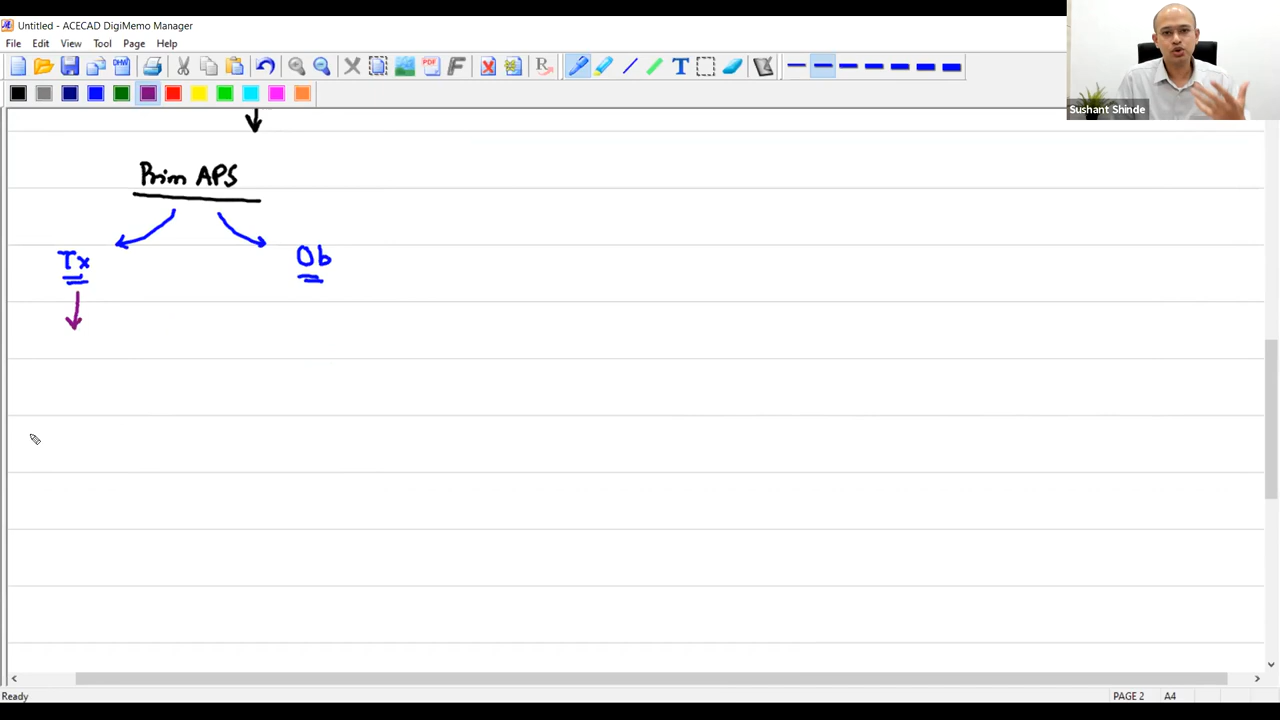 Untitled - ACECAD DigiMemo Manager
File Edit View Tool Page Help
Sushant Shinde
Prim APS
Tx Ob
Ready PAGE 2 A4